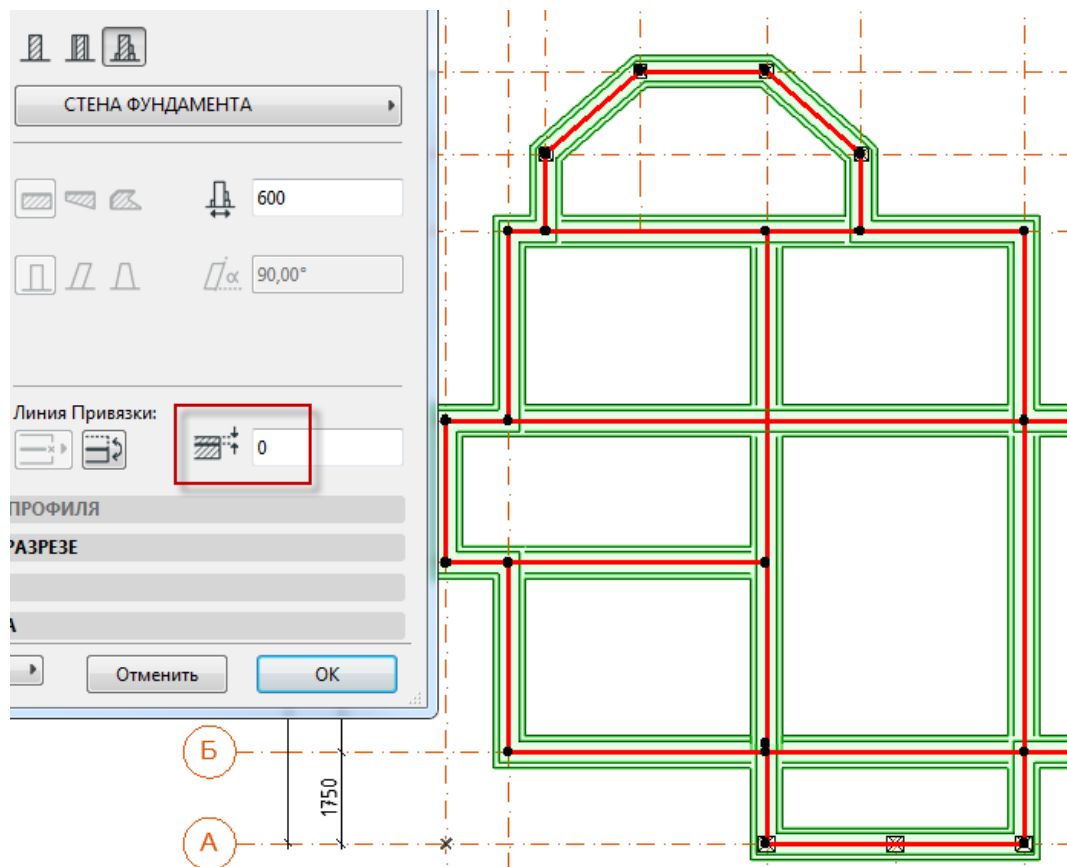 СТЕНА ФУНДАМЕНТА
600
α
90,00°
Линия Привязки:
0
ПРОФИЛЯ
РАЗРЕЗЕ
А
Отменить
OK
Б
1750
А